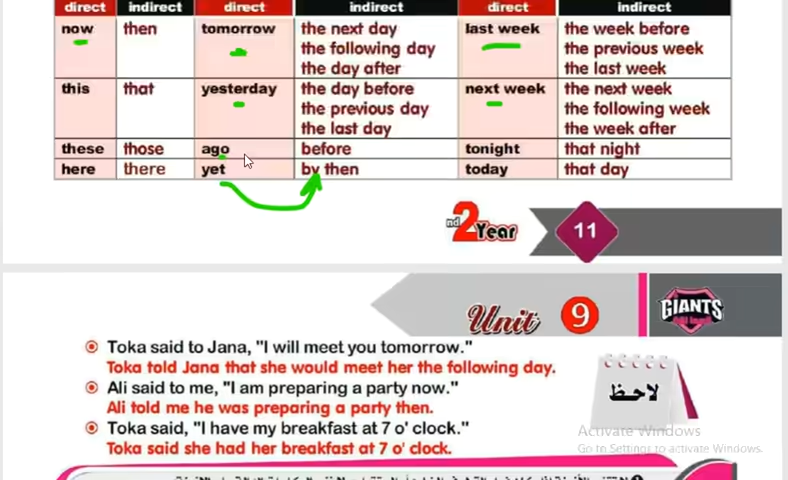 direct indirect direct indirect direct indirect
now then tomorrow the next day last week the week before
the following day the previous week
the day after the last week
this that yesterday the day before next week the next week
the previous day the following week
the last day the week after
these those ago before tonight that night
here there yet by then today that day
2nd Year
11
Unit 9
GIANTS
Toka said to Jana, "I will meet you tomorrow."
Toka told Jana that she would meet her the following day.
Ali said to me, "I am preparing a party now."
Ali told me he was preparing a party then.
Toka said, "I have my breakfast at 7 o' clock."
Toka said she had her breakfast at 7 o' clock.
لاحظ
Activate Windows
Go to Settings to activate Windows.